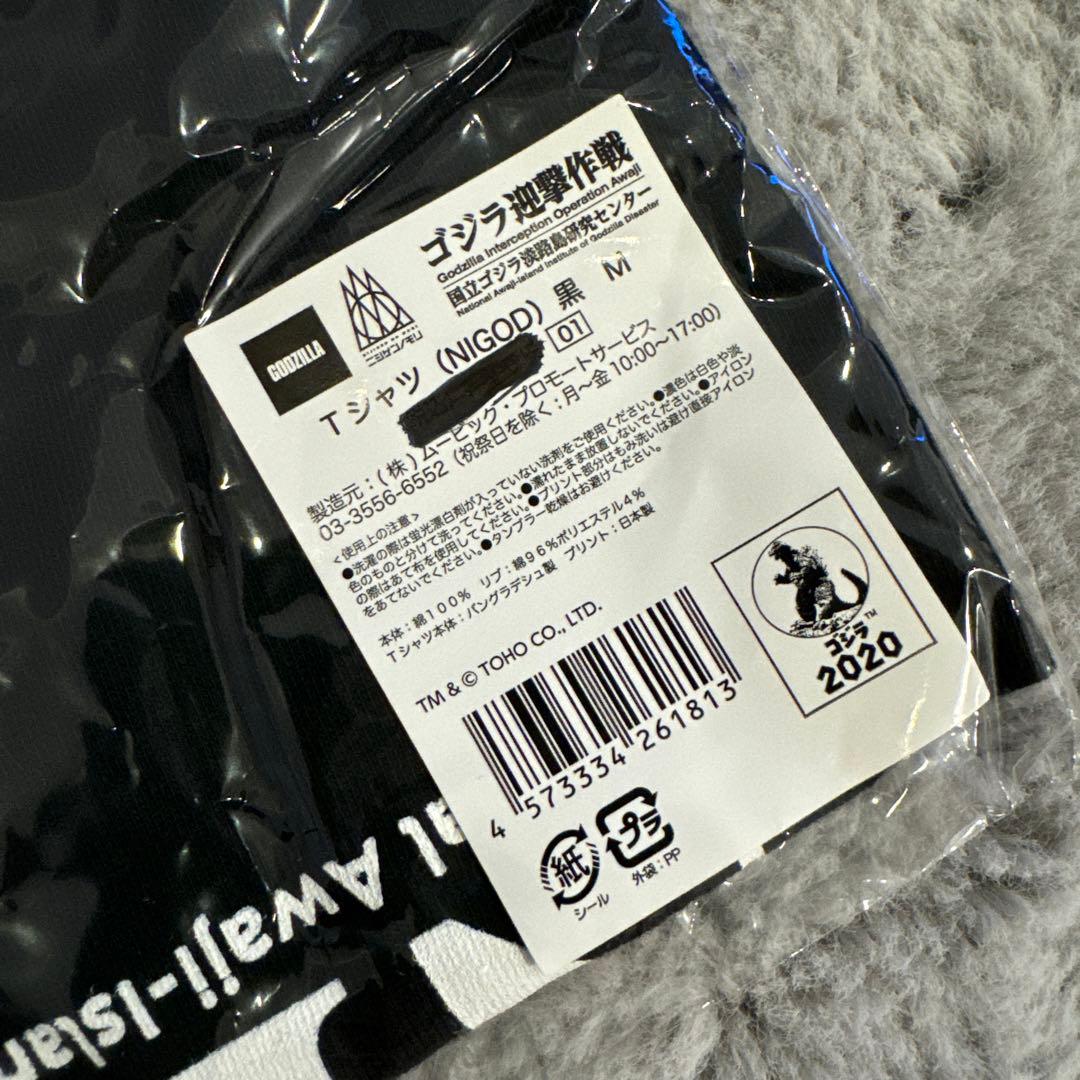 ゴジラ迎撃作戦
Godzilla Interception Operation Awaji
国立ゴジラ淡路島研究センター
National Awaji-Island Institute of Godzilla Disaster
GODZILLA
ニジゲンノモリ
Tシャツ（NIGOD）黒 M
01
製造元：（株）ムービック・プロモートサービス
03-3556-6552（祝祭日を除く：月〜金 10:00〜17:00）
＜使用上の注意＞
●洗濯の際は蛍光漂白剤が入っていない洗剤をご使用ください。●濃色は白色や淡
色のものと分けて洗ってください。●濡れたまま放置しないでください。●アイロン
の際はあて布を使用してください。●プリント部分はもみ洗いは避け直接アイロン
をあてないでください。●タンブラー乾燥はお避けください。
本体：綿100% リブ：綿96%ポリエステル4%
Tシャツ本体：バングラデシュ製 プリント：日本製
TM & © TOHO CO., LTD.
4 573334 261813
ゴジラ™
2020
紙
シール
プラ
外袋：PP
al Awaji-Islan